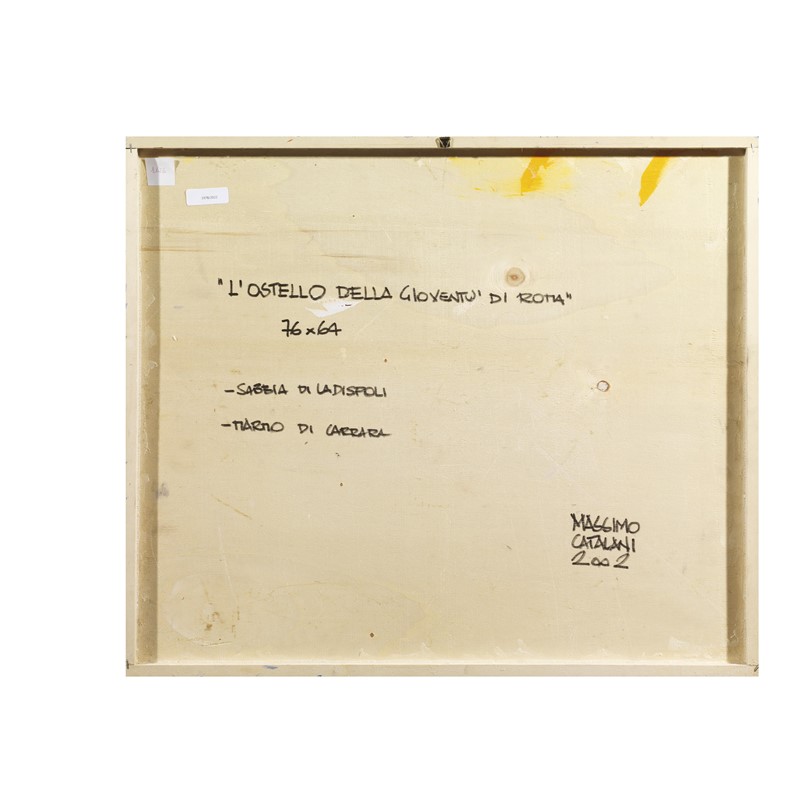 "L'OSTELLO DELLA GIOVENTU' DI ROMA"
76x64
-SABBIA DI LADISPOLI
-MARMO DI CARRARA
MASSIMO
CATALANI
2002